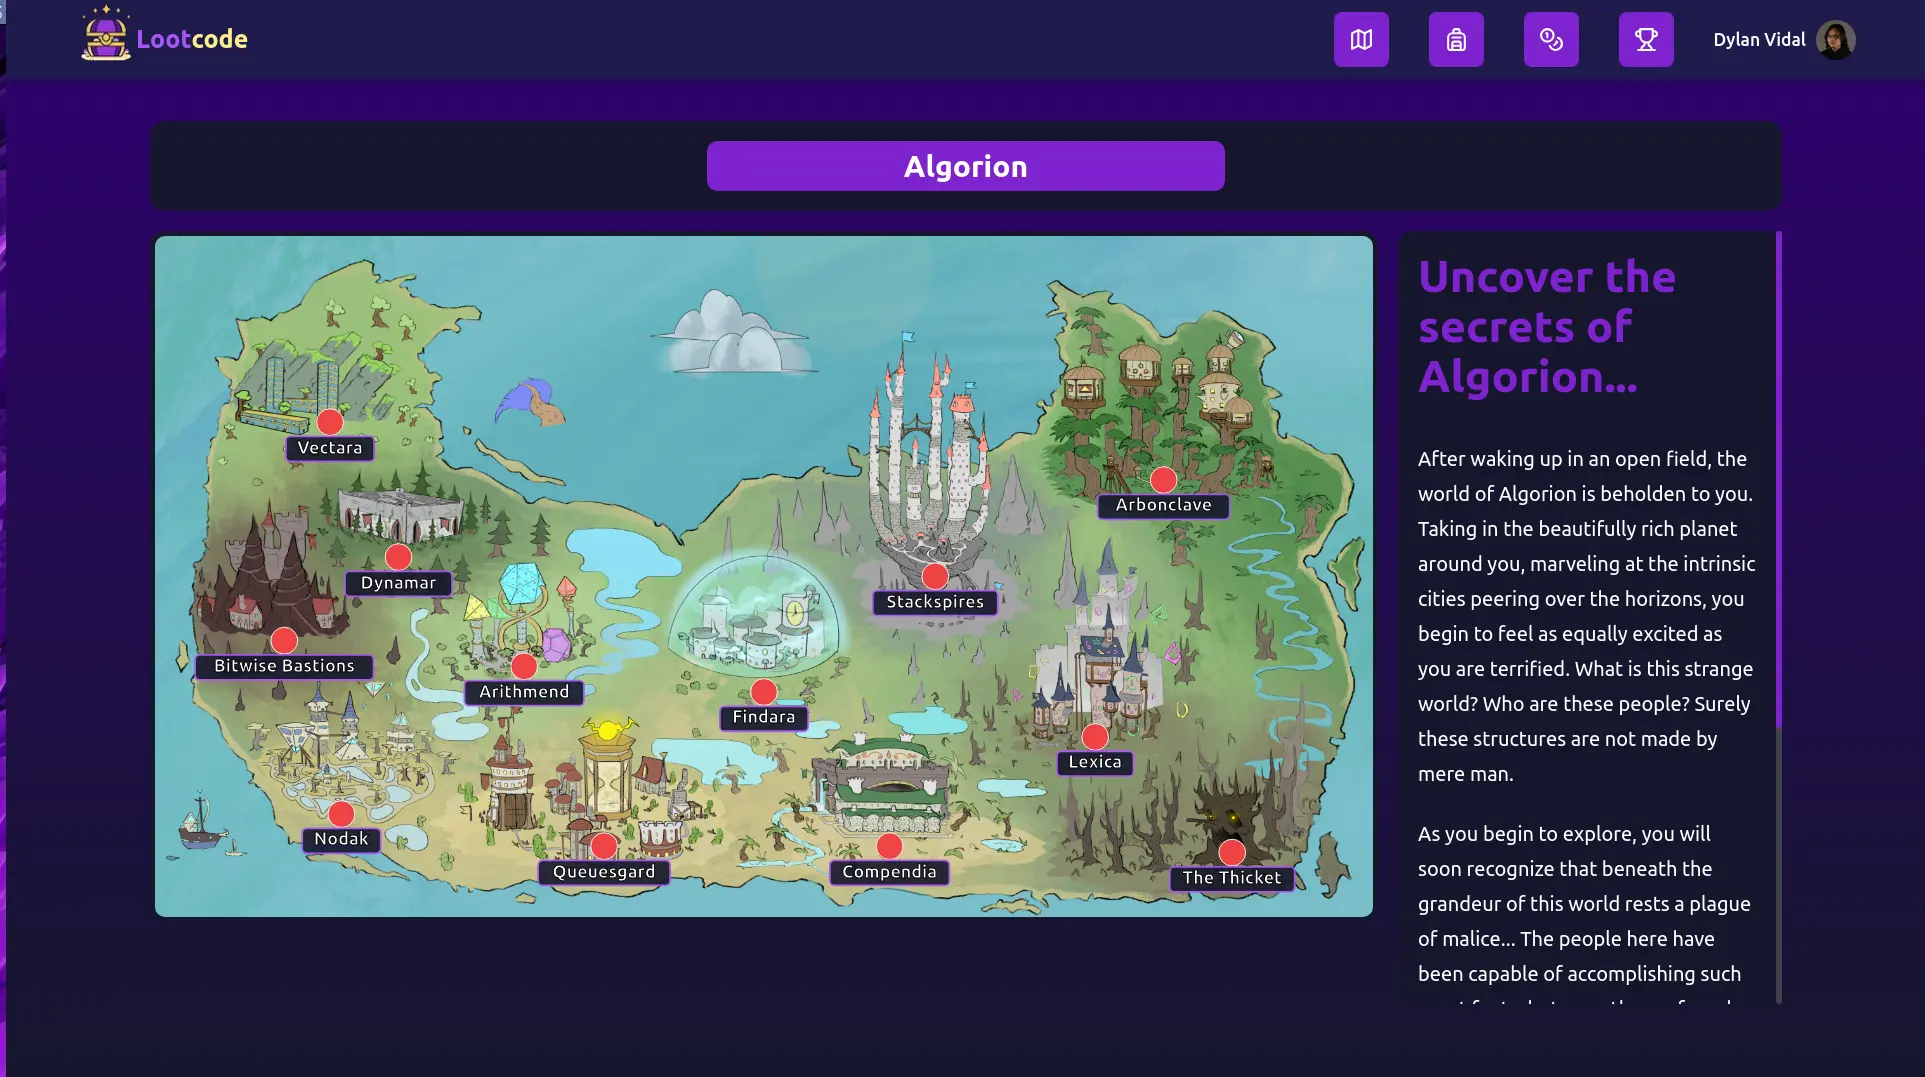 Lootcode
Dylan Vidal
Algorion
Vectara
Dynamar
Bitwise Bastions
Arithmend
Nodak
Queuesgard
Findara
Stackspires
Arbonclave
Lexica
Compendia
The Thicket
Uncover the
secrets of
Algorion...
After waking up in an open field, the
world of Algorion is beholden to you.
Taking in the beautifully rich planet
around you, marveling at the intrinsic
cities peering over the horizons, you
begin to feel as equally excited as
you are terrified. What is this strange
world? Who are these people? Surely
these structures are not made by
mere man.
As you begin to explore, you will
soon recognize that beneath the
grandeur of this world rests a plague
of malice... The people here have
been capable of accomplishing such